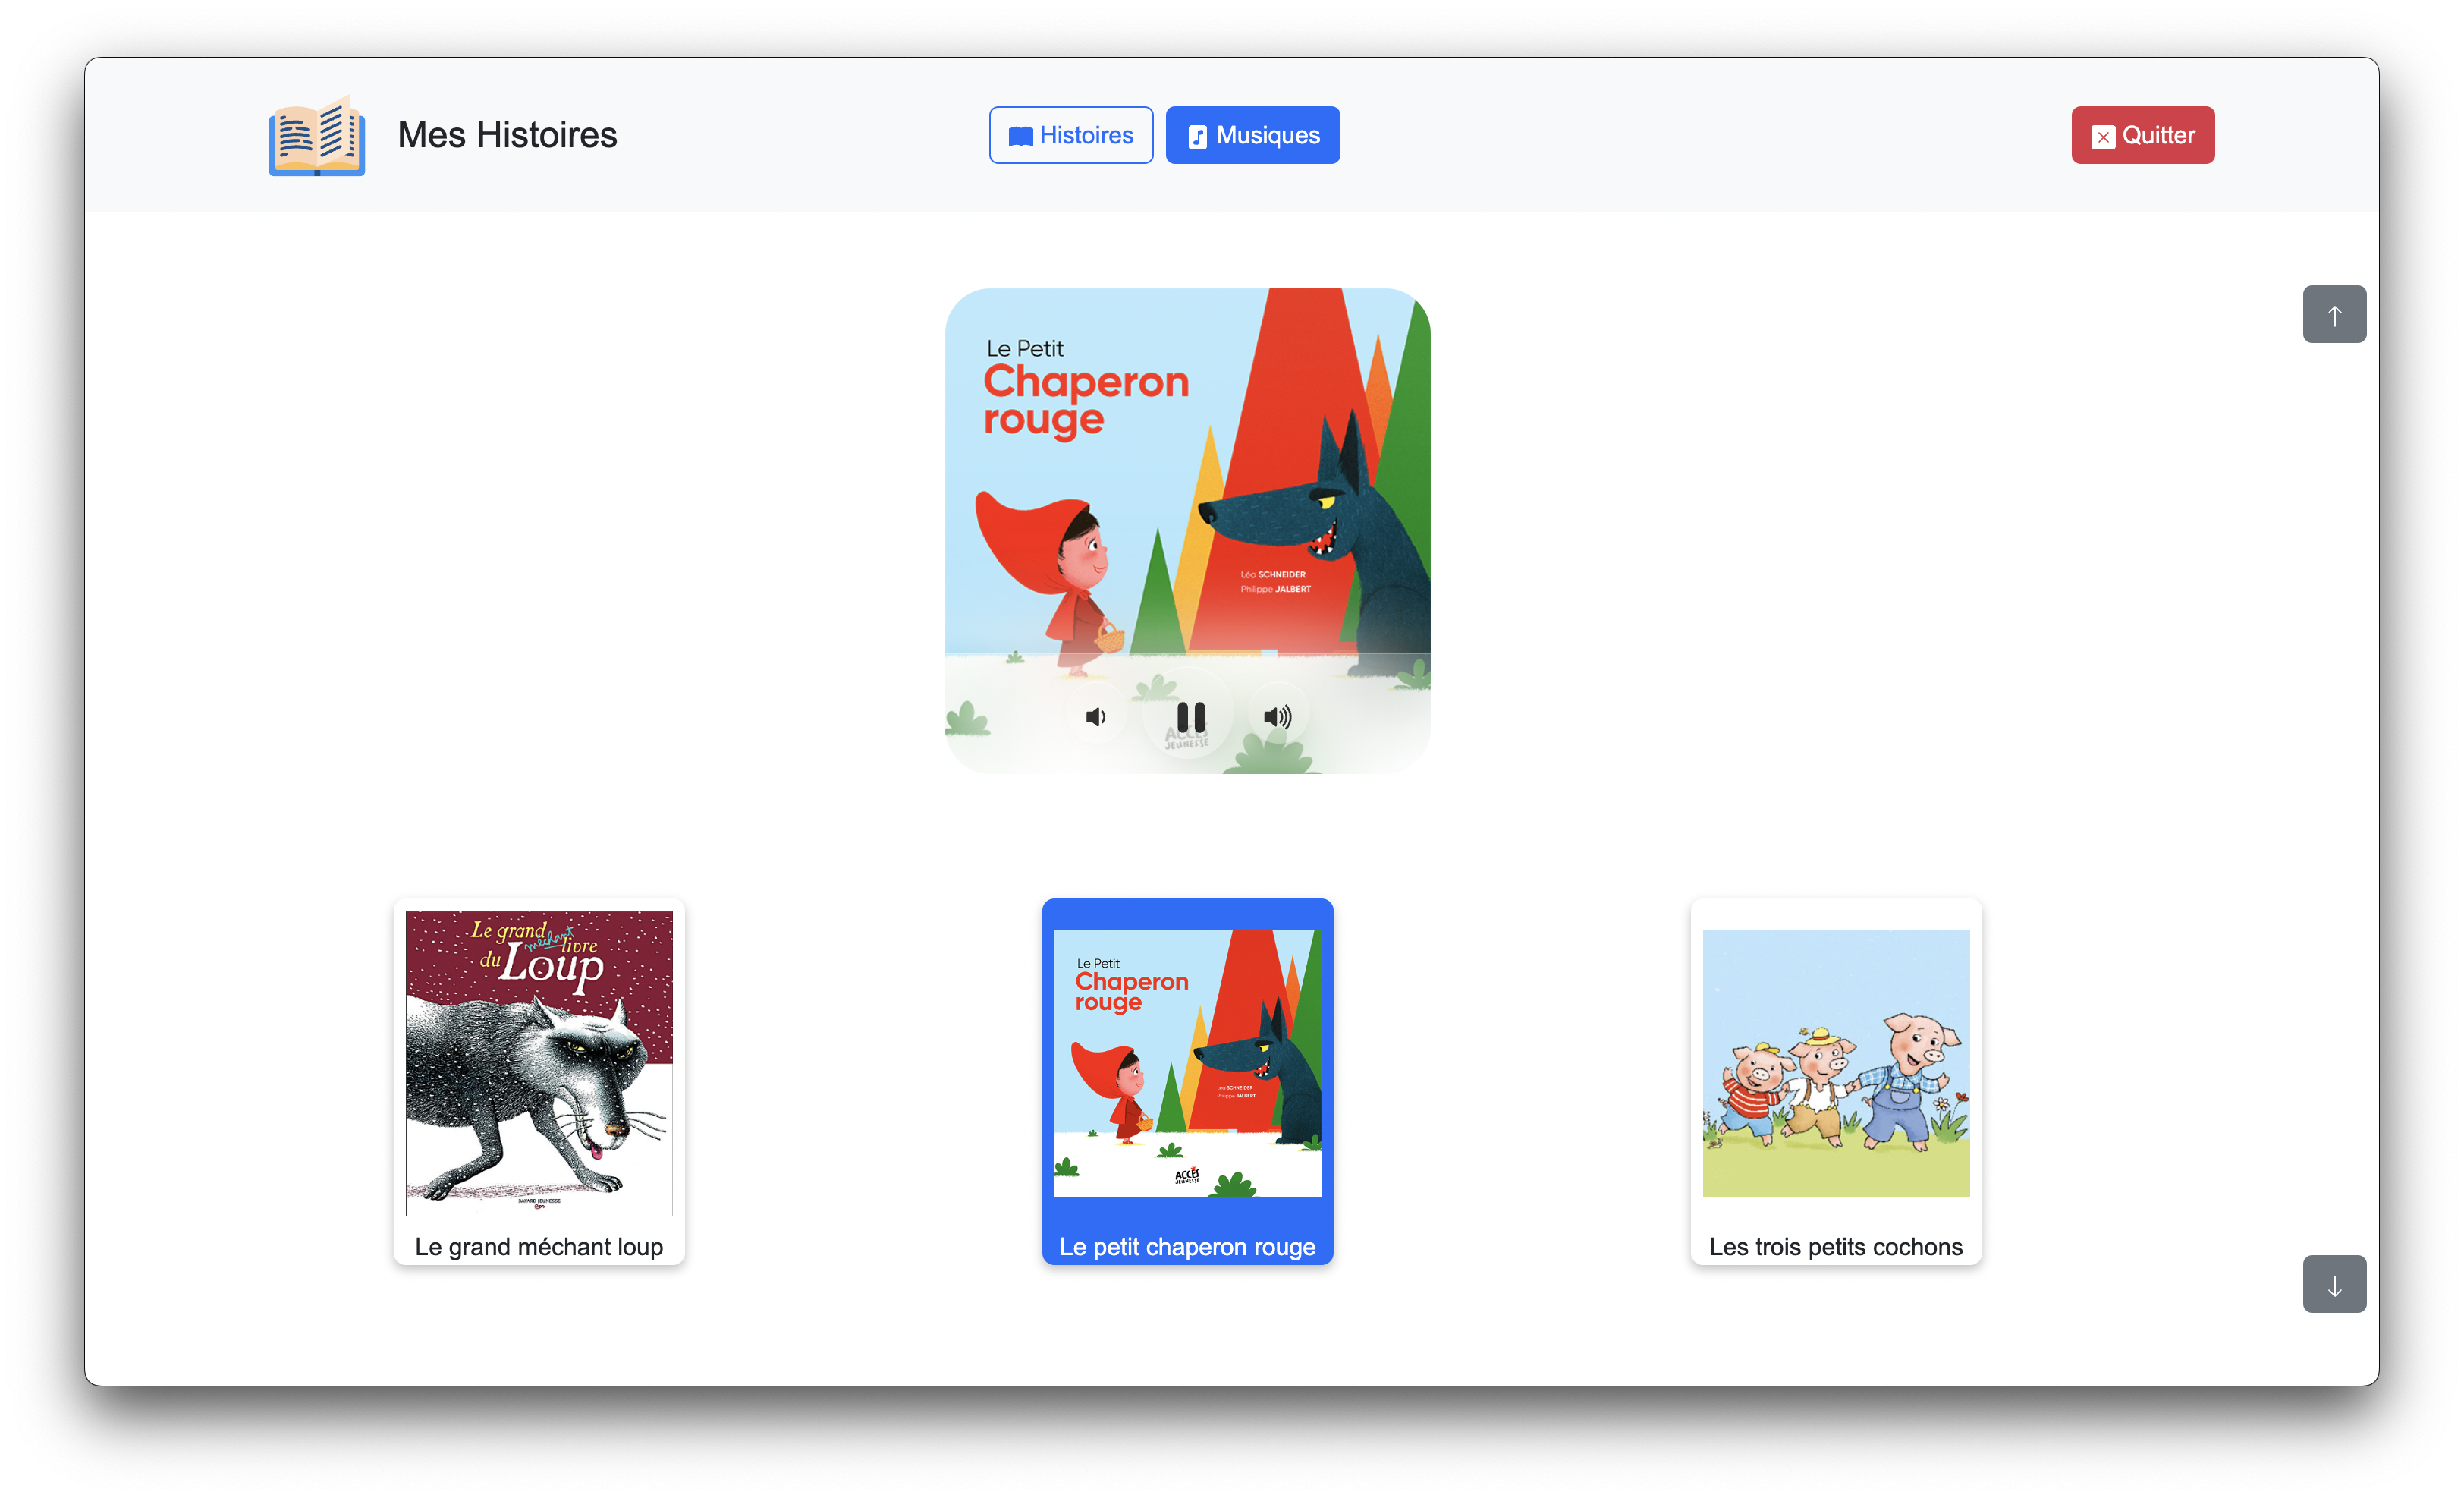 Mes Histoires
Histoires
Musiques
Quitter
Le Petit
Chaperon
rouge
Léa SCHNEIDER
Philippe JALBERT
ACCÈS
JEUNESSE
Le grand
méchant
livre
du Loup
BAYARD JEUNESSE
Le grand méchant loup
Le Petit
Chaperon
rouge
Léa SCHNEIDER
Philippe JALBERT
ACCÈS
JEUNESSE
Le petit chaperon rouge
Les trois petits cochons